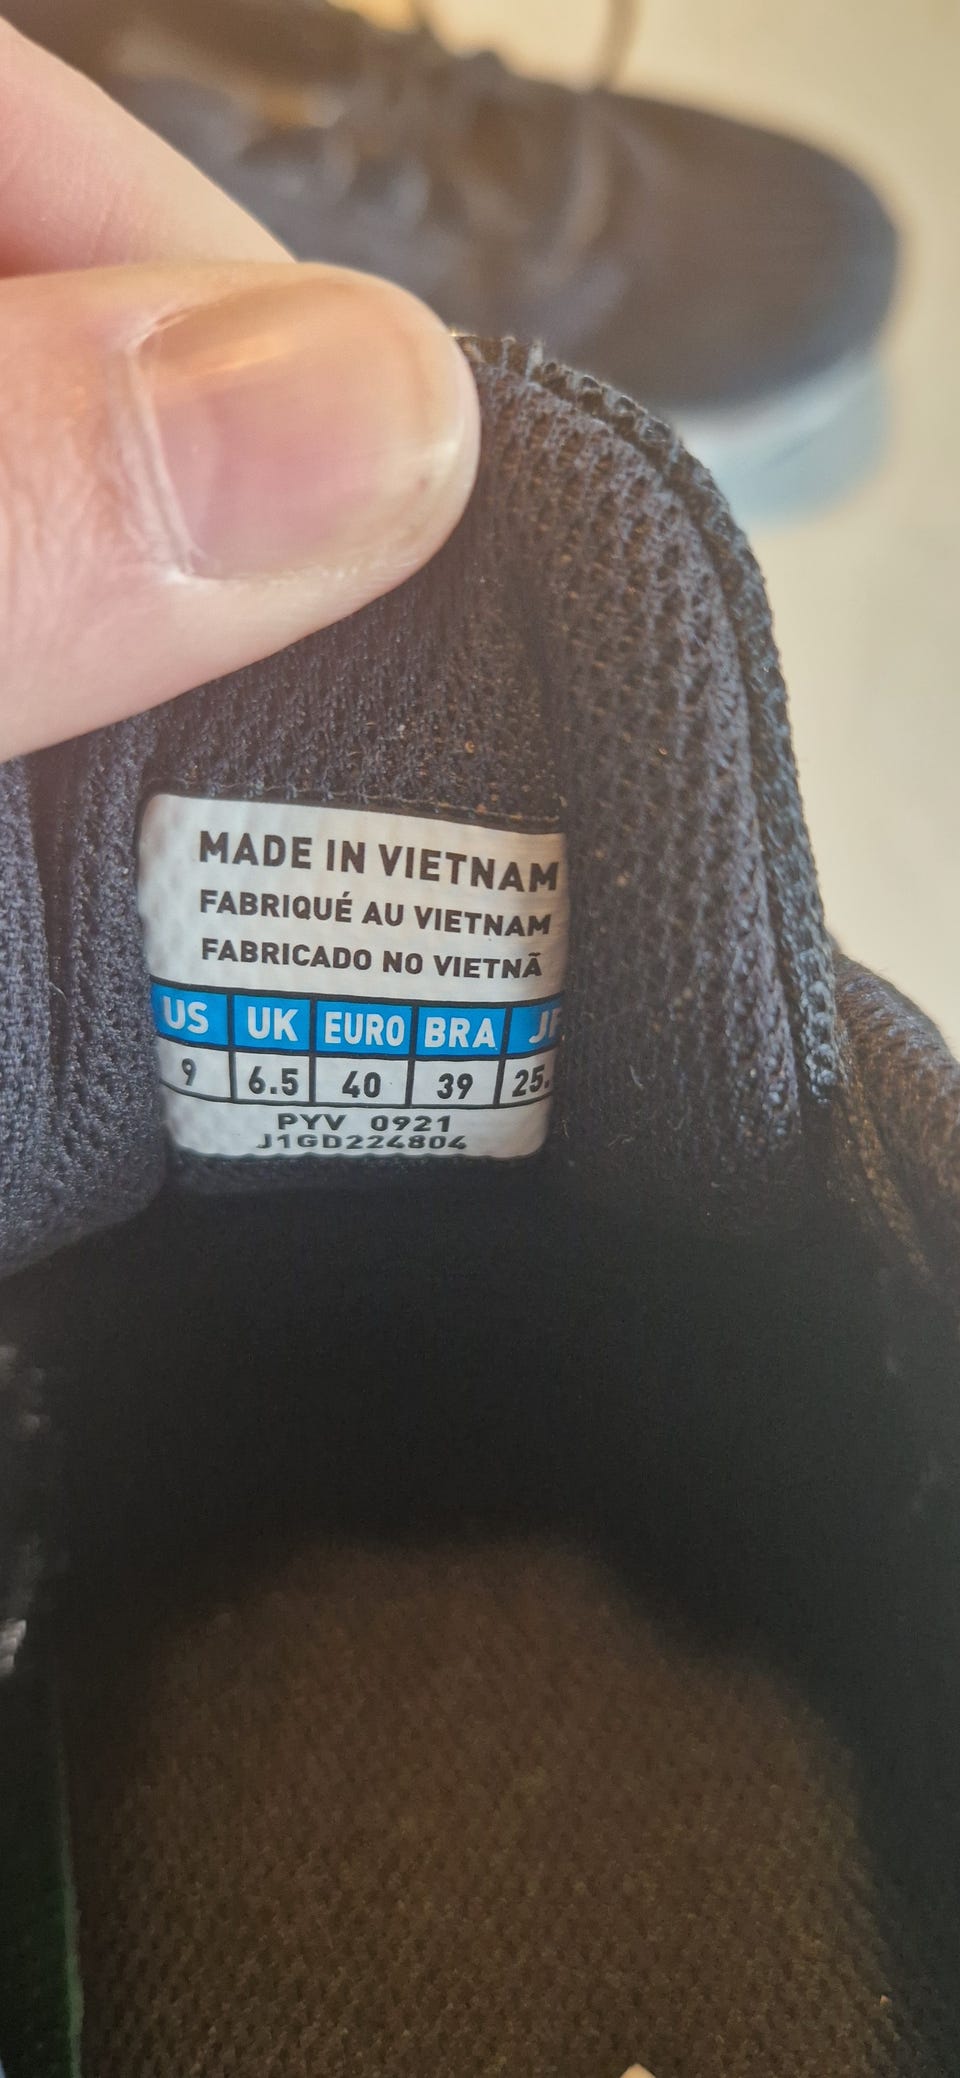 MADE IN VIETNAM
FABRIQUÉ AU VIETNAM
FABRICADO NO VIETNÃ
US UK EURO BRA
9 6.5 40 39 25.
PYV 0921
J1GD224804